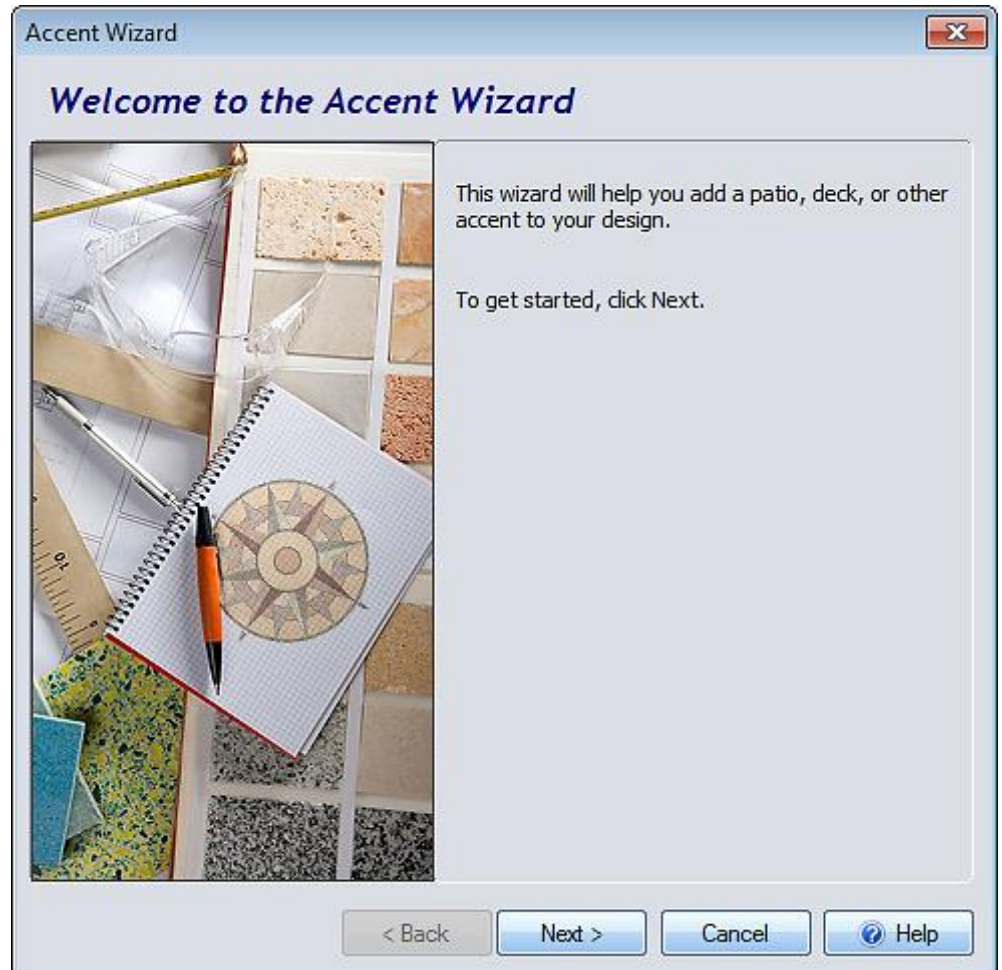 Accent Wizard
Welcome to the Accent Wizard
This wizard will help you add a patio, deck, or other
accent to your design.
To get started, click Next.
< Back
Next >
Cancel
Help